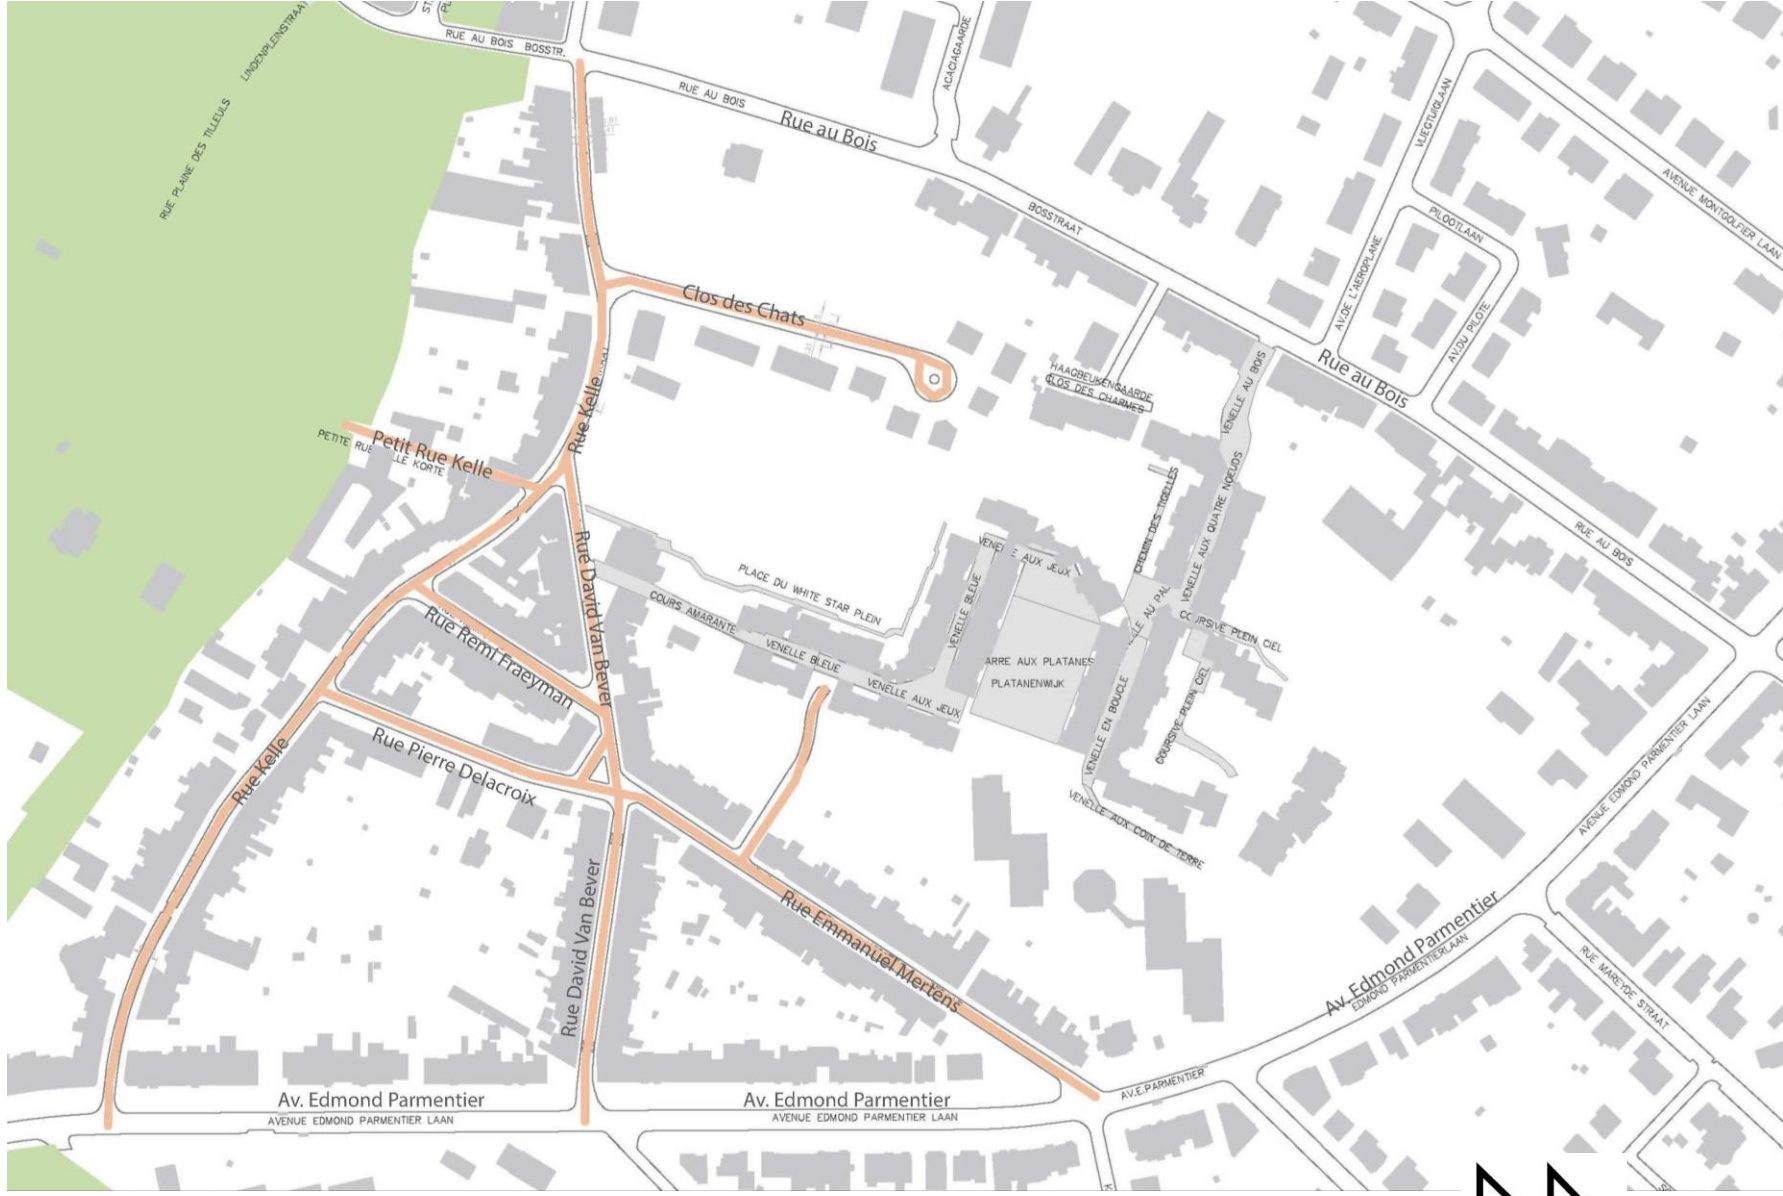 RUE AU BOIS BOSSTR.
LINDENPLEINSTRAAT
RUE PLAINE DES TILLEULS
RUE AU BOIS
Rue au Bois
ACACIAGAARDE
BOSSTRAAT
VLIEGTUIGLAAN
AVENUE MONTGOLFIER LAAN
PILOOTLAAN
AV.DE L'AEROPLANE
AV.DU PILOTE
Clos des Chats
HAAGBEUKENGAARDE
CLOS DES CHARMES
VENELLE AU BOIS
Rue au Bois
Rue Kelle
Petit Rue Kelle
PETITE RUE
KORTE
CHEMIN DES TIGELLES
VENELLE AUX QUATRE NOEUDS
RUE AU BOIS
Rue David Van Bever
PLACE DU WHITE STAR PLEIN
COURS AMARANTE
VENELLE BLEUE
VENELLE BLEUE
AUX JEUX
VENELLE AUX JEUX
COURSIVE PLEIN CIEL
COURSIVE PLEIN CIEL
ARRE AUX PLATANES
PLATANENWIJK
VENELLE EN BOUCLE
VENELLE AUX COIN DE TERRE
Rue Remi Fraeyman
Rue Pierre Delacroix
Rue Kelle
Rue David Van Bever
Rue Emmanuel Mertens
AVENUE EDMOND PARMENTIER LAAN
Av. Edmond Parmentier
EDMOND PARMENTIERLAAN
RUE MAREYDE STRAAT
AV.E.PARMENTIER
Av. Edmond Parmentier
AVENUE EDMOND PARMENTIER LAAN
Av. Edmond Parmentier
AVENUE EDMOND PARMENTIER LAAN